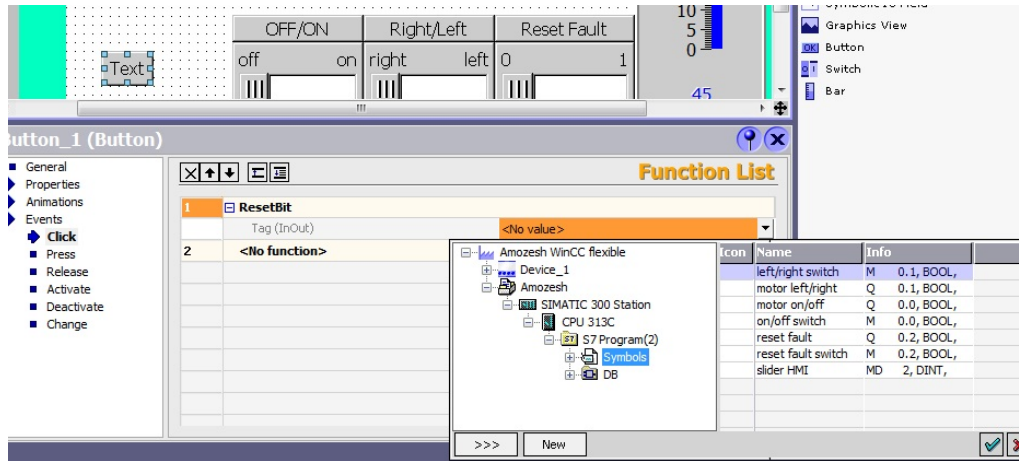 10
5
0
45
OFF/ON
Right/Left
Reset Fault
off on
right left
0 1
Text
Graphics View
OK Button
Switch
Bar
utton_1 (Button)
General
Properties
Animations
Events
Click
Press
Release
Activate
Deactivate
Change
Function List
1 ResetBit
Tag (InOut) <No value>
2 <No function>
Amozesh WinCC flexible
Device_1
Amozesh
SIMATIC 300 Station
CPU 313C
S7 Program(2)
Symbols
DB
Icon Name Info
left/right switch M 0.1, BOOL,
motor left/right Q 0.1, BOOL,
motor on/off Q 0.0, BOOL,
on/off switch M 0.0, BOOL,
reset fault Q 0.2, BOOL,
reset fault switch M 0.2, BOOL,
slider HMI MD 2, DINT,
>>> New